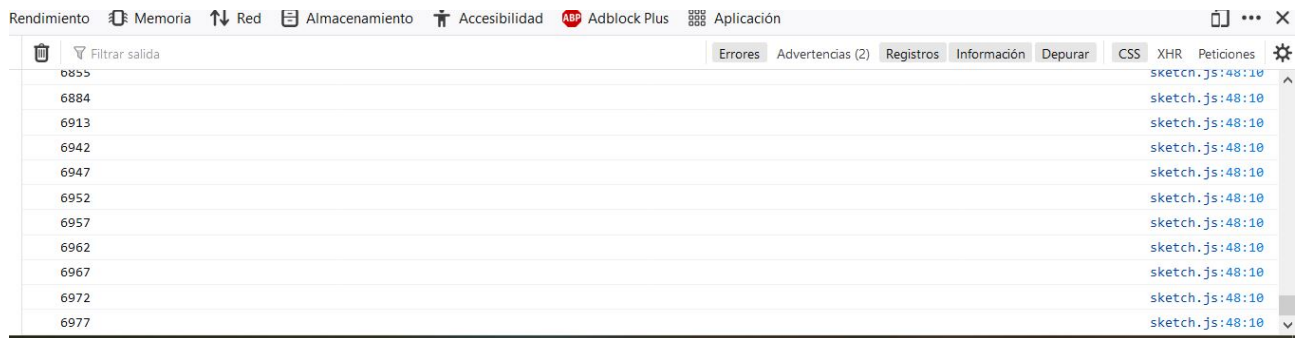 Rendimiento Memoria Red Almacenamiento Accesibilidad ABP Adblock Plus Aplicación
Filtrar salida Errores Advertencias (2) Registros Información Depurar CSS XHR Peticiones
6855 sketch.js:48:10
6884 sketch.js:48:10
6913 sketch.js:48:10
6942 sketch.js:48:10
6947 sketch.js:48:10
6952 sketch.js:48:10
6957 sketch.js:48:10
6962 sketch.js:48:10
6967 sketch.js:48:10
6972 sketch.js:48:10
6977 sketch.js:48:10